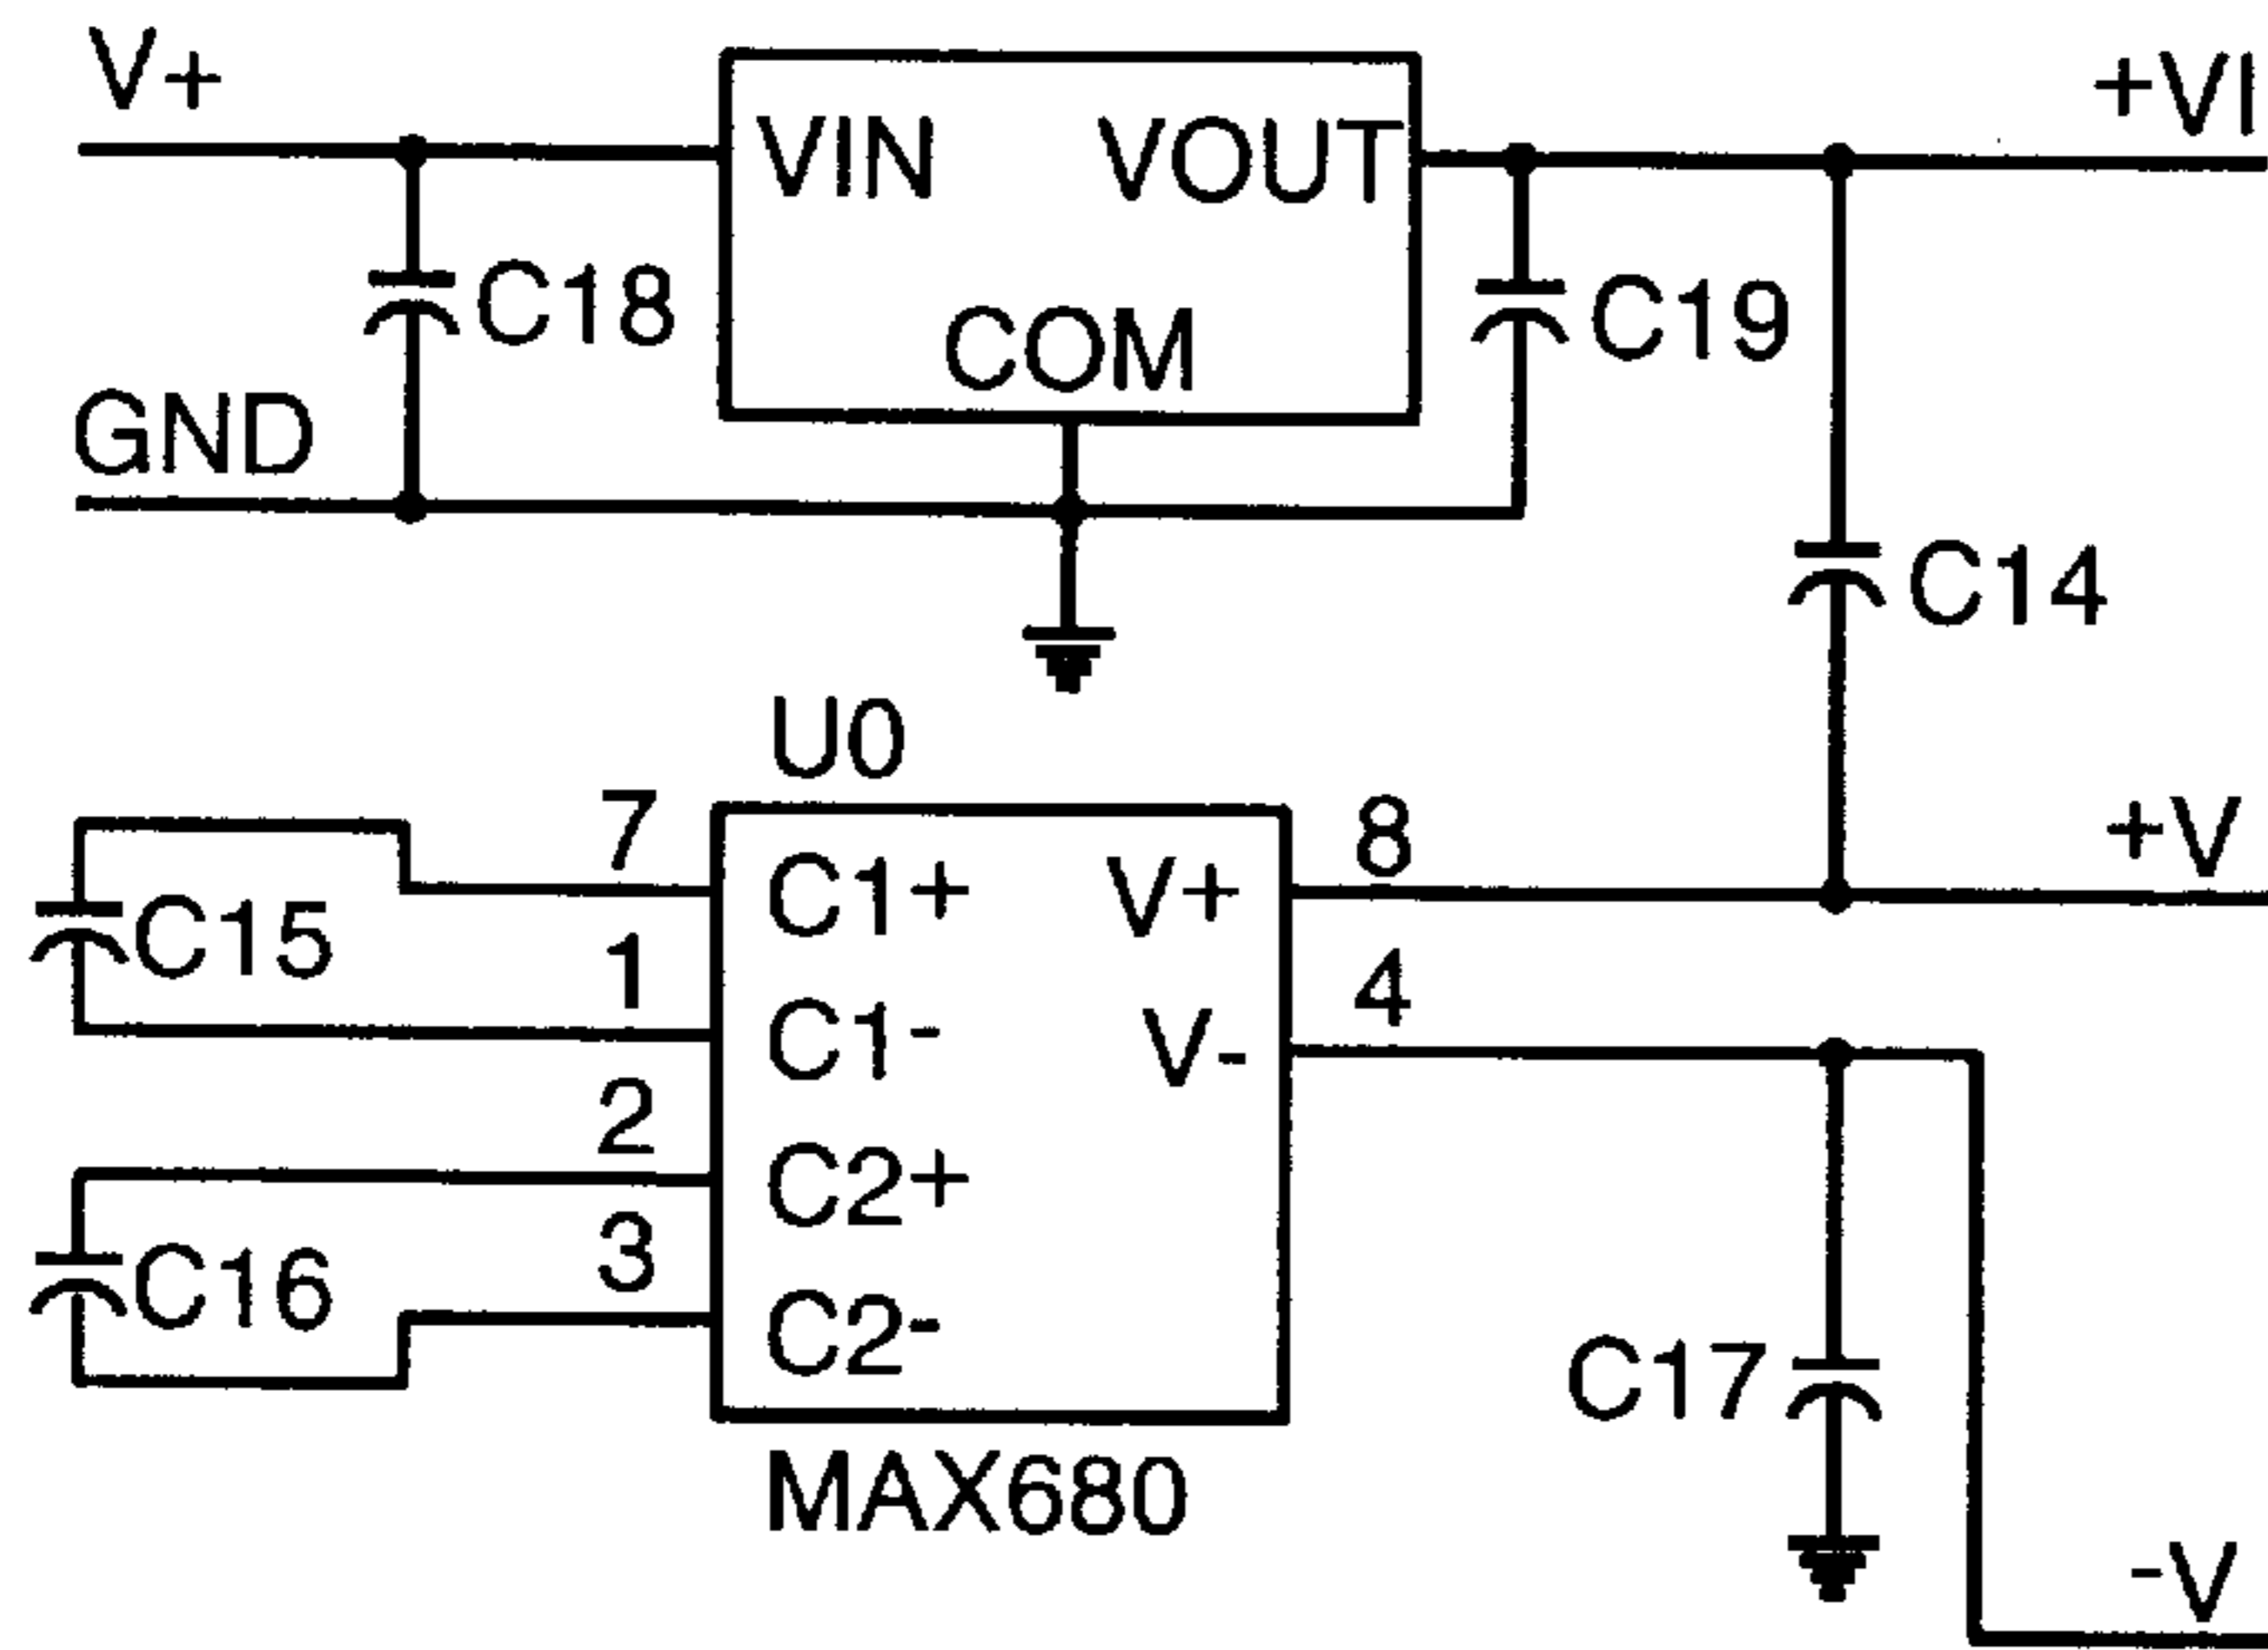 V+
+VI
VIN VOUT
C18
C19
COM
GND
C14
U0
7
8
+V
C1+ V+
C15
1
4
C1- V-
2
C2+
3
C16
C2-
C17
MAX680
-V